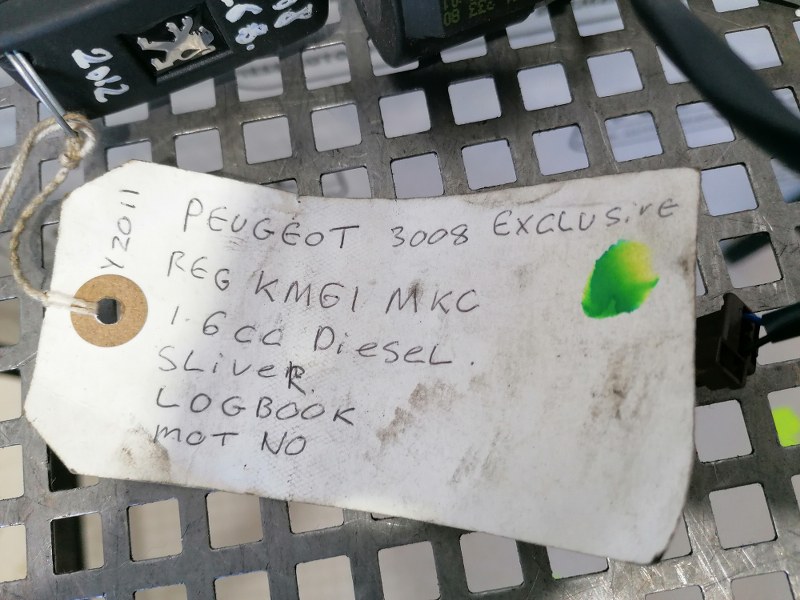 2012
Y2011
PEUGEOT 3008 EXCLUSiVE
REG KM61 MKC
1.6cc DieseL.
SLiveR.
LOGBOOK
MOT NO